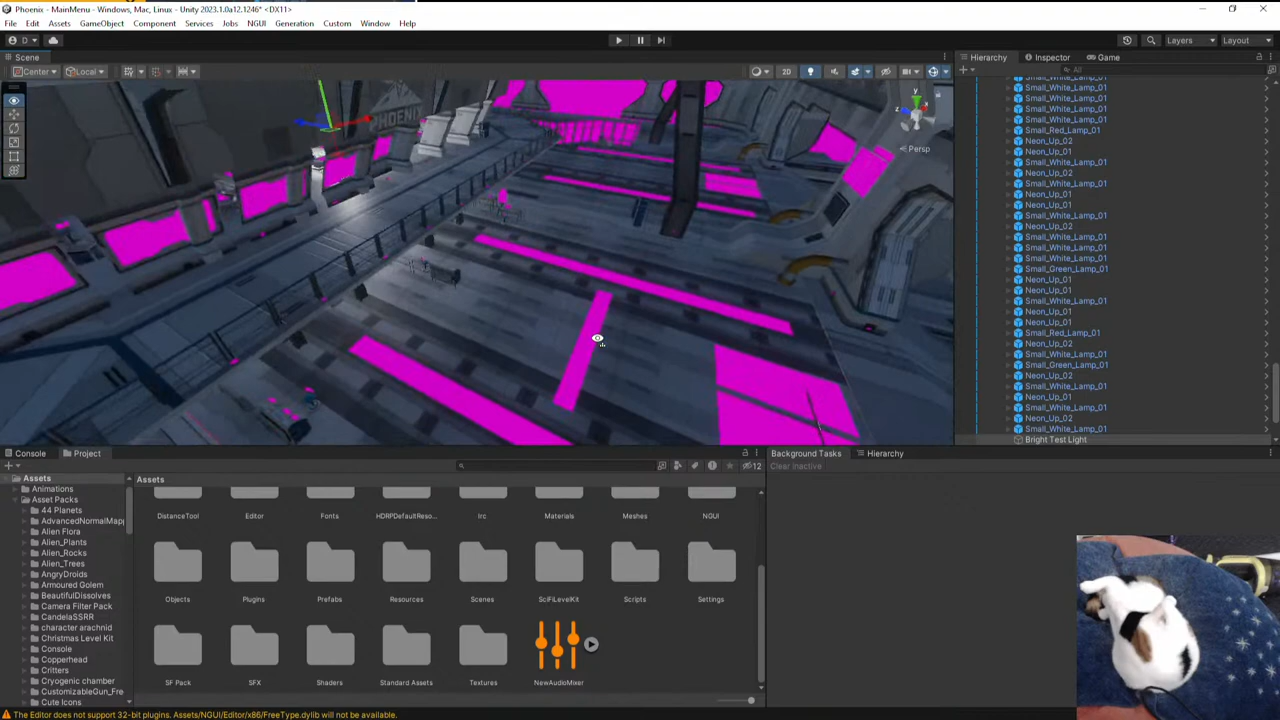 Phoenix - MainMenu - Windows, Mac, Linux - Unity 2023.1.0a12.1246* <DX11>
File Edit Assets GameObject Component Services Jobs NGUI Generation Custom Window Help
D Layers Layout
Scene Hierarchy Inspector Game
Center Local 2D All
Small_White_Lamp_01
Small_White_Lamp_01
Small_White_Lamp_01
Small_White_Lamp_01
Small_White_Lamp_01
Small_Red_Lamp_01
Neon_Up_02
Neon_Up_01
Small_White_Lamp_01
Neon_Up_02
Small_White_Lamp_01
Neon_Up_01
Neon_Up_01
Small_White_Lamp_01
Neon_Up_02
Small_White_Lamp_01
Small_White_Lamp_01
Small_White_Lamp_01
Small_Green_Lamp_01
Neon_Up_01
Neon_Up_01
Small_White_Lamp_01
Neon_Up_01
Neon_Up_01
Small_Red_Lamp_01
Neon_Up_02
Small_White_Lamp_01
Small_Green_Lamp_01
Neon_Up_02
Small_White_Lamp_01
Neon_Up_01
Small_White_Lamp_01
Neon_Up_02
Small_White_Lamp_01
Bright Test Light
y
x
z
Persp
PHOENIX
Console Project
12
Background Tasks Hierarchy
Clear Inactive
Assets
Animations
Asset Packs
44 Planets
AdvancedNormalMap
Alien Flora
Alien_Plants
Alien_Rocks
Alien_Trees
AngryDroids
Armoured Golem
BeautifulDissolves
Camera Filter Pack
CandelaSSRR
character arachnid
Christmas Level Kit
Console
Copperhead
Critters
Cryogenic chamber
CustomizableGun_Fre
Cute Icons
Assets
DistanceTool Editor Fonts HDRPDefaultReso... Irc Materials Meshes NGUI
Objects Plugins Prefabs Resources Scenes SciFiLevelKit Scripts Settings
SF Pack SFX Shaders Standard Assets Textures NewAudioMixer
The Editor does not support 32-bit plugins. Assets/NGUI/Editor/x86/FreeType.dylib will not be available.